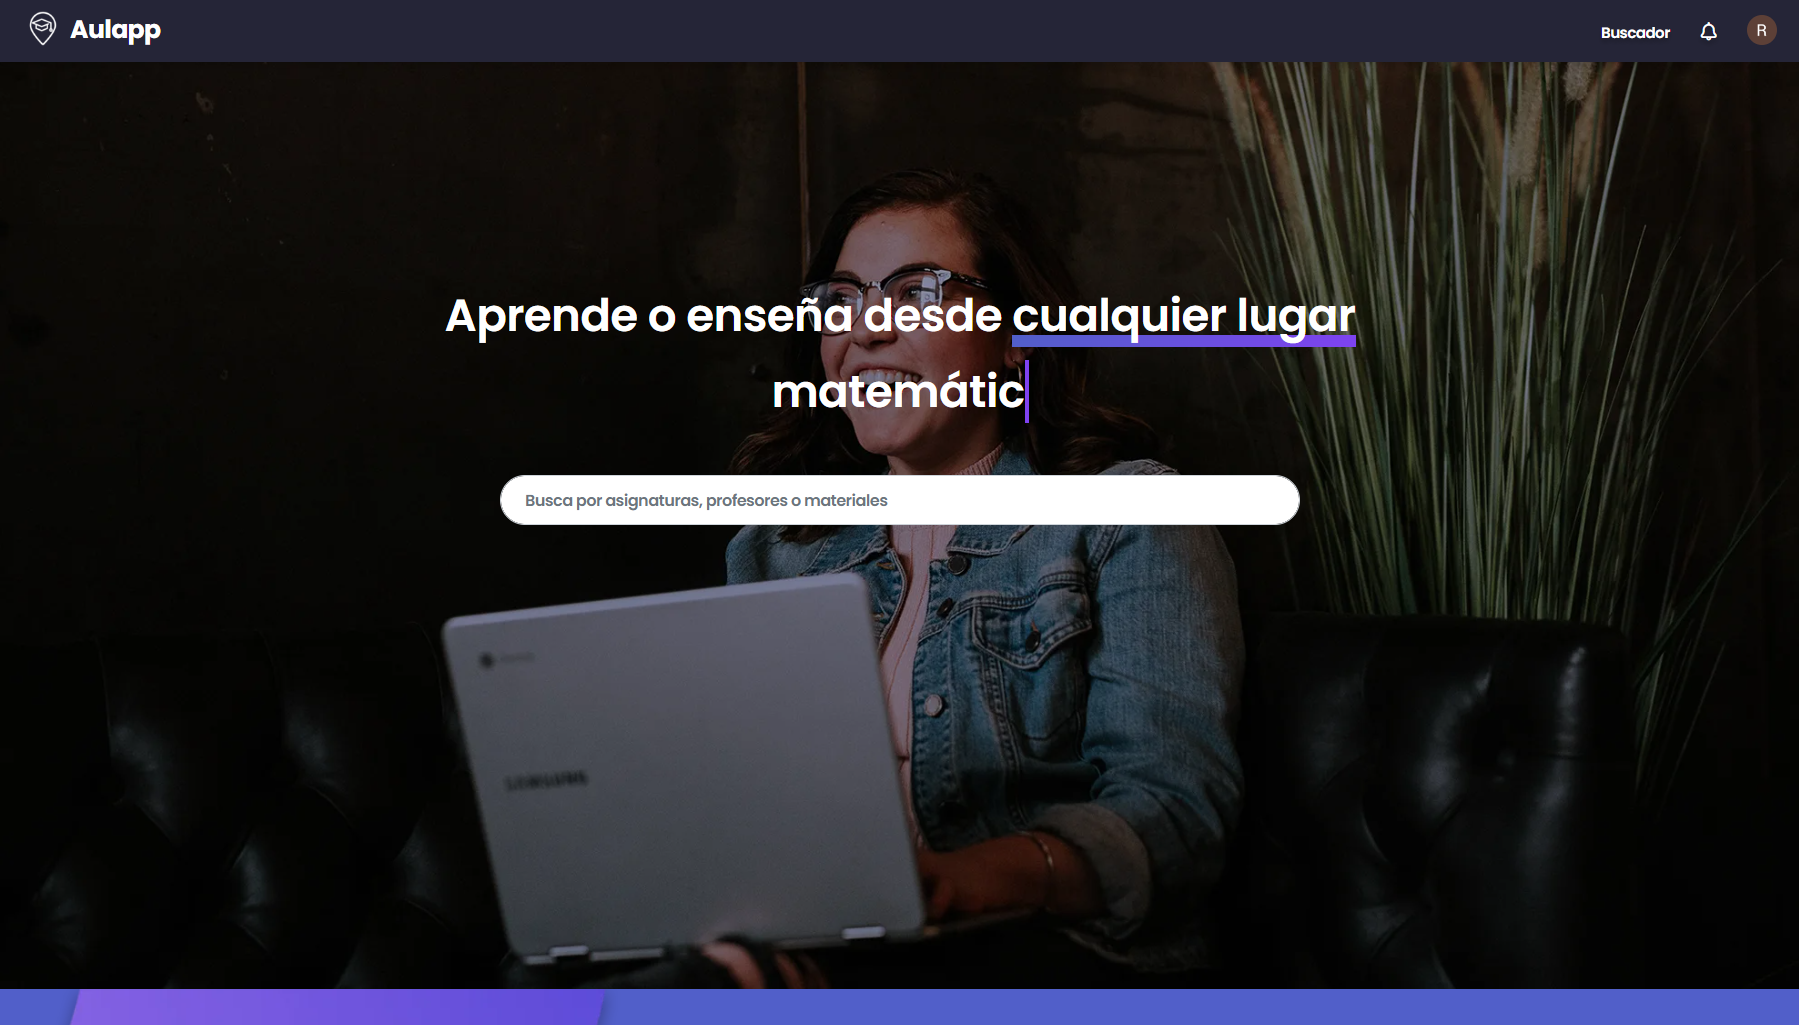 Aulapp
Buscador
R
Aprende o enseña desde cualquier lugar
matemátic
Busca por asignaturas, profesores o materiales
SAMSUNG